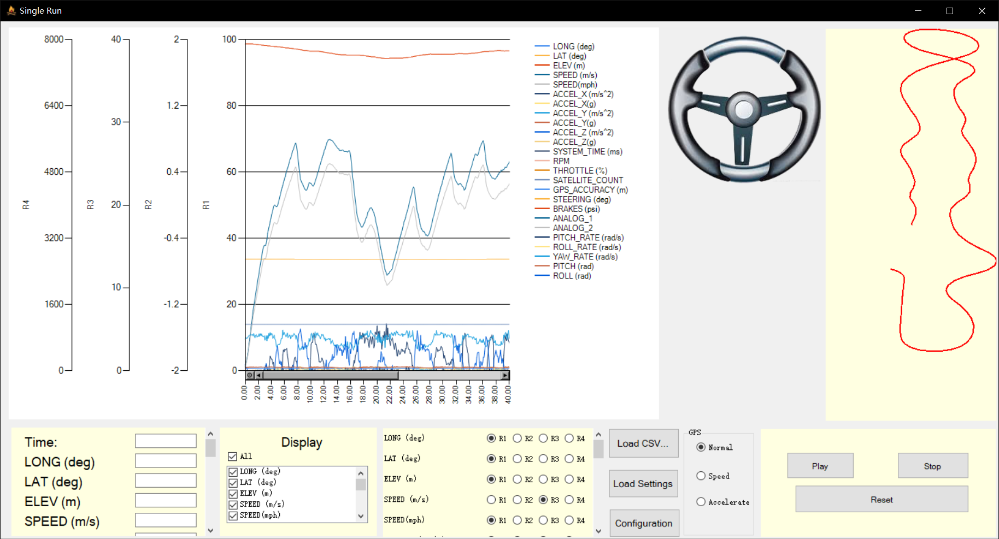 Single Run
8000 40 2 100
6400 1.2 80
30
4800 0.4 60
R4 R3 20 R2 R1
3200 -0.4 40
10
1600 -1.2 20
0 0 -2 0
0.00 2.00 4.00 6.00 8.00 10.00 12.00 14.00 16.00 18.00 20.00 22.00 24.00 26.00 28.00 30.00 32.00 34.00 36.00 38.00 40.00
LONG (deg)
LAT (deg)
ELEV (m)
SPEED (m/s)
SPEED(mph)
ACCEL_X (m/s^2)
ACCEL_X(g)
ACCEL_Y (m/s^2)
ACCEL_Y(g)
ACCEL_Z (m/s^2)
ACCEL_Z(g)
SYSTEM_TIME (ms)
RPM
THROTTLE (%)
SATELLITE_COUNT
GPS_ACCURACY (m)
STEERING (deg)
BRAKES (psi)
ANALOG_1
ANALOG_2
PITCH_RATE (rad/s)
ROLL_RATE (rad/s)
YAW_RATE (rad/s)
PITCH (rad)
ROLL (rad)
Time:
LONG (deg)
LAT (deg)
ELEV (m)
SPEED (m/s)
Display
All
LONG (deg)
LAT (deg)
ELEV (m)
SPEED (m/s)
SPEED(mph)
LONG (deg) R1 R2 R3 R4
LAT (deg) R1 R2 R3 R4
ELEV (m) R1 R2 R3 R4
SPEED (m/s) R1 R2 R3 R4
SPEED(mph) R1 R2 R3 R4
Load CSV...
Load Settings
Configuration
GPS
Normal
Speed
Accelerate
Play Stop
Reset